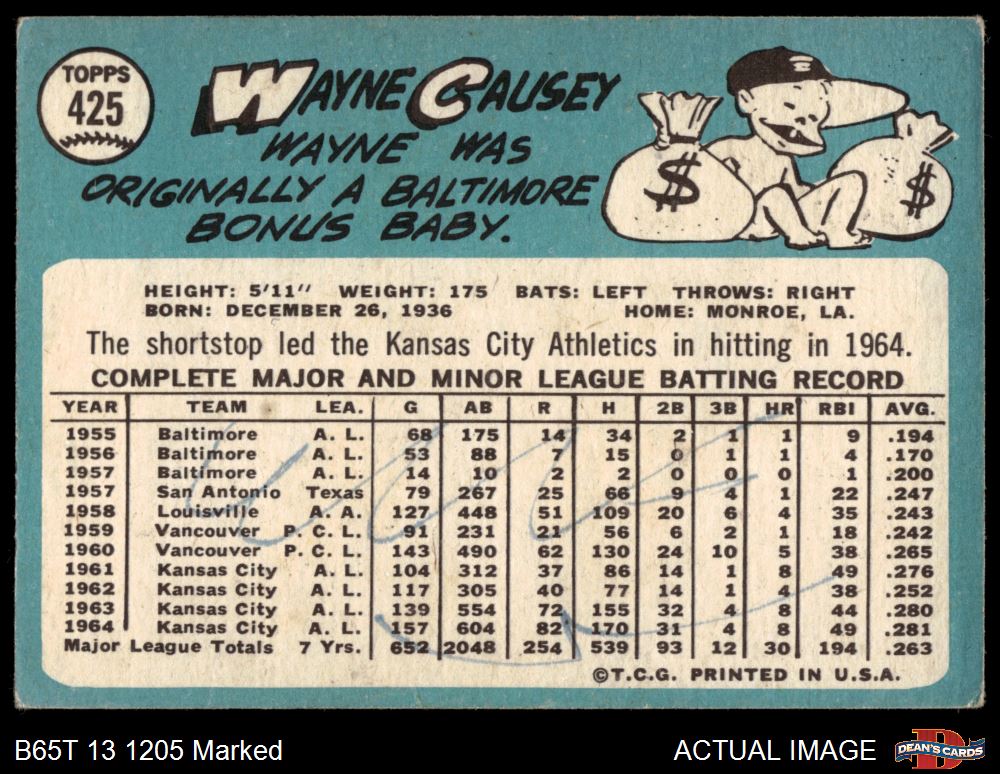 TOPPS
425
WAYNE CAUSEY
WAYNE WAS
ORIGINALLY A BALTIMORE
BONUS BABY.
$ $
HEIGHT: 5'11" WEIGHT: 175 BATS: LEFT THROWS: RIGHT
BORN: DECEMBER 26, 1936 HOME: MONROE, LA.
The shortstop led the Kansas City Athletics in hitting in 1964.
COMPLETE MAJOR AND MINOR LEAGUE BATTING RECORD
YEAR TEAM LEA. G AB R H 2B 3B HR RBI AVG.
1955 Baltimore A. L. 68 175 14 34 2 1 1 9 .194
1956 Baltimore A. L. 53 88 7 15 0 1 1 4 .170
1957 Baltimore A. L. 14 10 2 2 0 0 0 1 .200
1957 San Antonio Texas 79 267 25 66 9 4 1 22 .247
1958 Louisville A. A. 127 448 51 109 20 6 4 35 .243
1959 Vancouver P. C. L. 91 231 21 56 6 2 1 18 .242
1960 Vancouver P. C. L. 143 490 62 130 24 10 5 38 .265
1961 Kansas City A. L. 104 312 37 86 14 1 8 49 .276
1962 Kansas City A. L. 117 305 40 77 14 1 4 38 .252
1963 Kansas City A. L. 139 554 72 155 32 4 8 44 .280
1964 Kansas City A. L. 157 604 82 170 31 4 8 49 .281
Major League Totals 7 Yrs. 652 2048 254 539 93 12 30 194 .263
©T.C.G. PRINTED IN U.S.A.
B65T 13 1205 Marked ACTUAL IMAGE DEAN'S CARDS